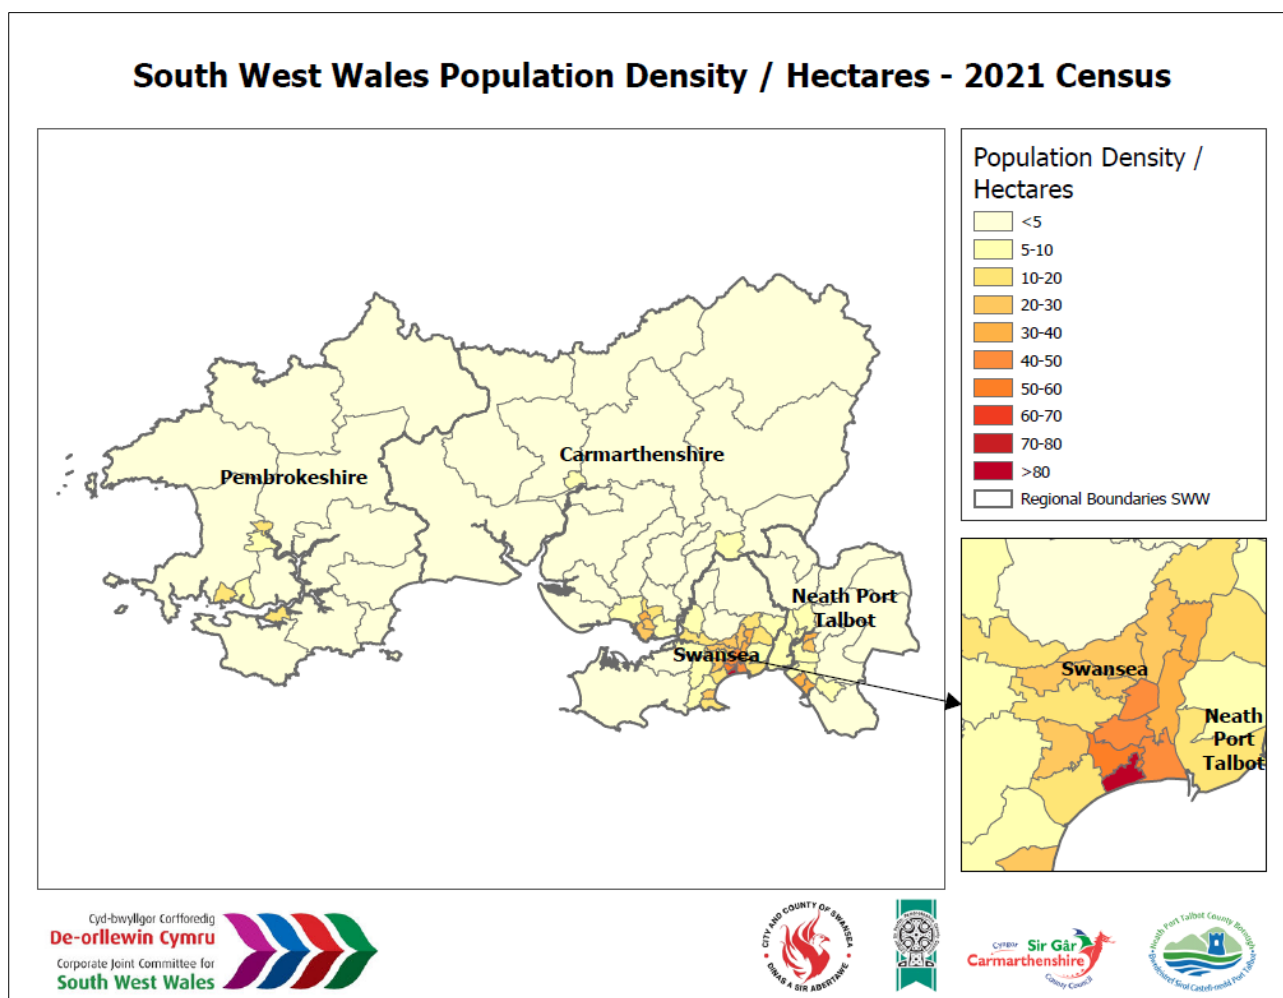 South West Wales Population Density / Hectares - 2021 Census
Pembrokeshire
Carmarthenshire
Neath Port
Talbot
Swansea
Population Density /
Hectares
<5
5-10
10-20
20-30
30-40
40-50
50-60
60-70
70-80
>80
Regional Boundaries SWW
Swansea
Neath
Port
Talbot
Cyd-bwyllgor Corfforedig
De-orllewin Cymru
Corporate Joint Committee for
South West Wales
CITY AND COUNTY OF SWANSEA
DINAS A SIR ABERTAWE
Cyngor
Sir Gâr
Carmarthenshire
County Council
Neath Port Talbot County Borough